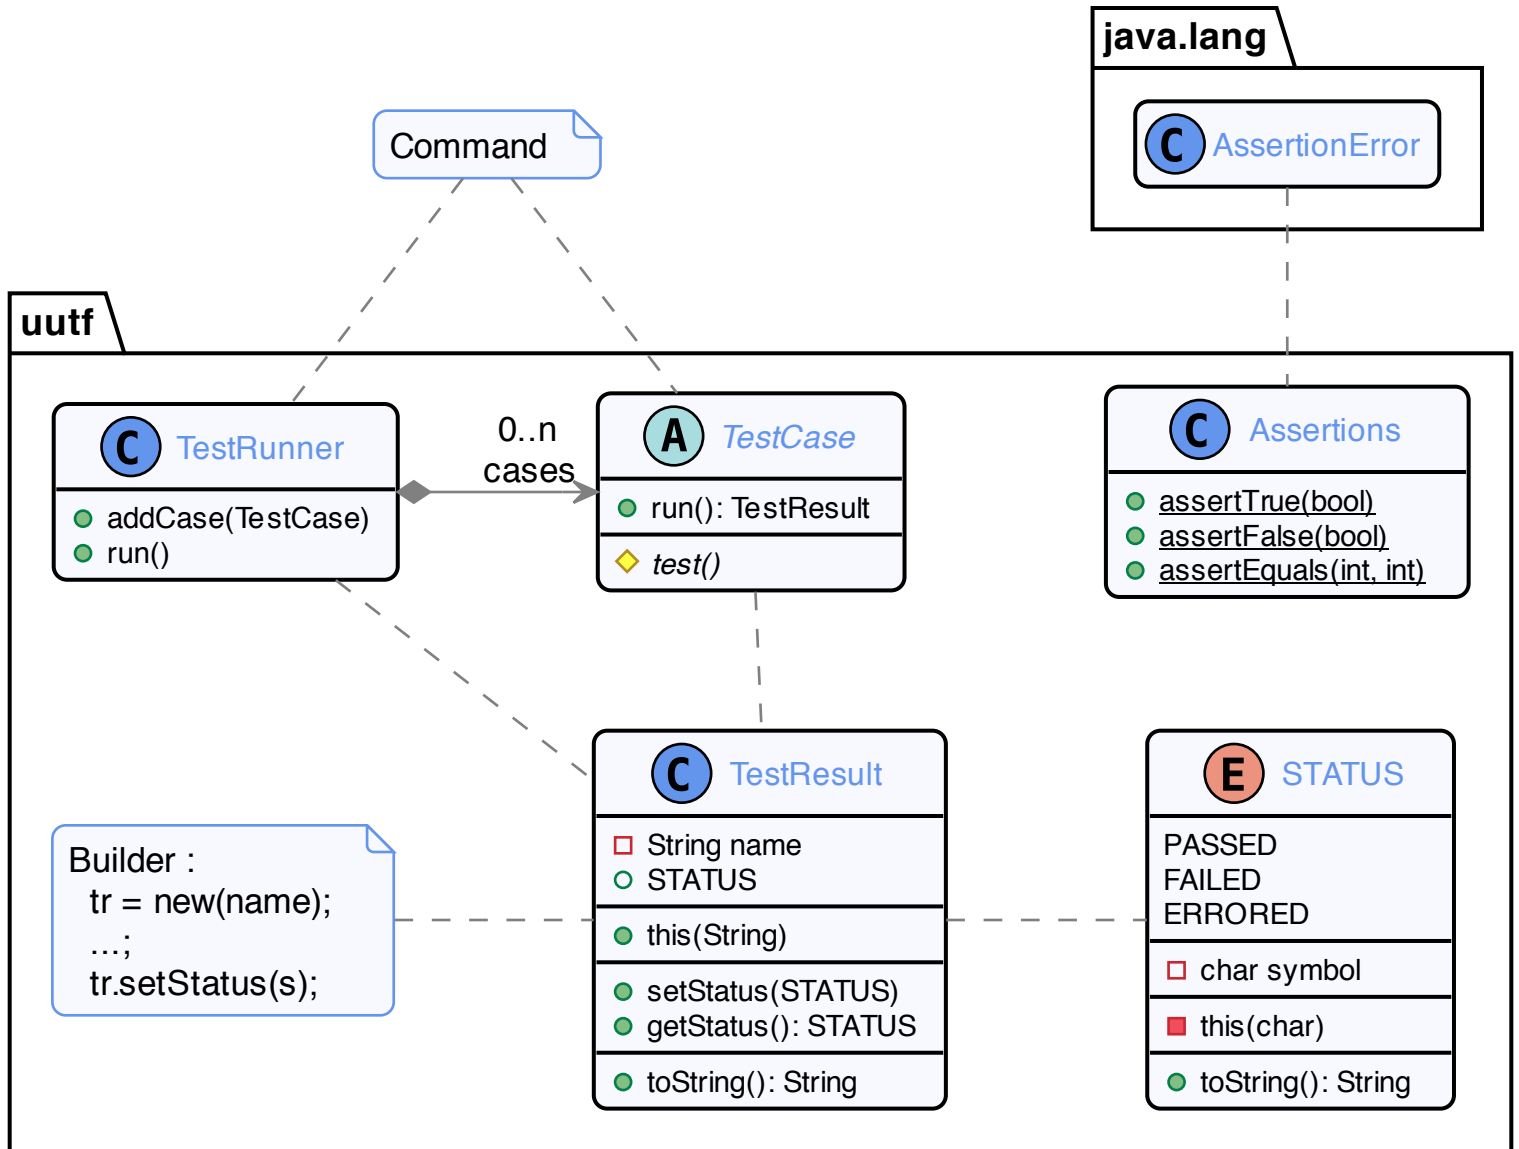 java.lang
C AssertionError
Command
uutf
C TestRunner
addCase(TestCase)
run()
0..n
cases
A TestCase
run(): TestResult
test()
C Assertions
assertTrue(bool)
assertFalse(bool)
assertEquals(int, int)
Builder :
tr = new(name);
...;
tr.setStatus(s);
C TestResult
String name
STATUS
this(String)
setStatus(STATUS)
getStatus(): STATUS
toString(): String
E STATUS
PASSED
FAILED
ERRORED
char symbol
this(char)
toString(): String